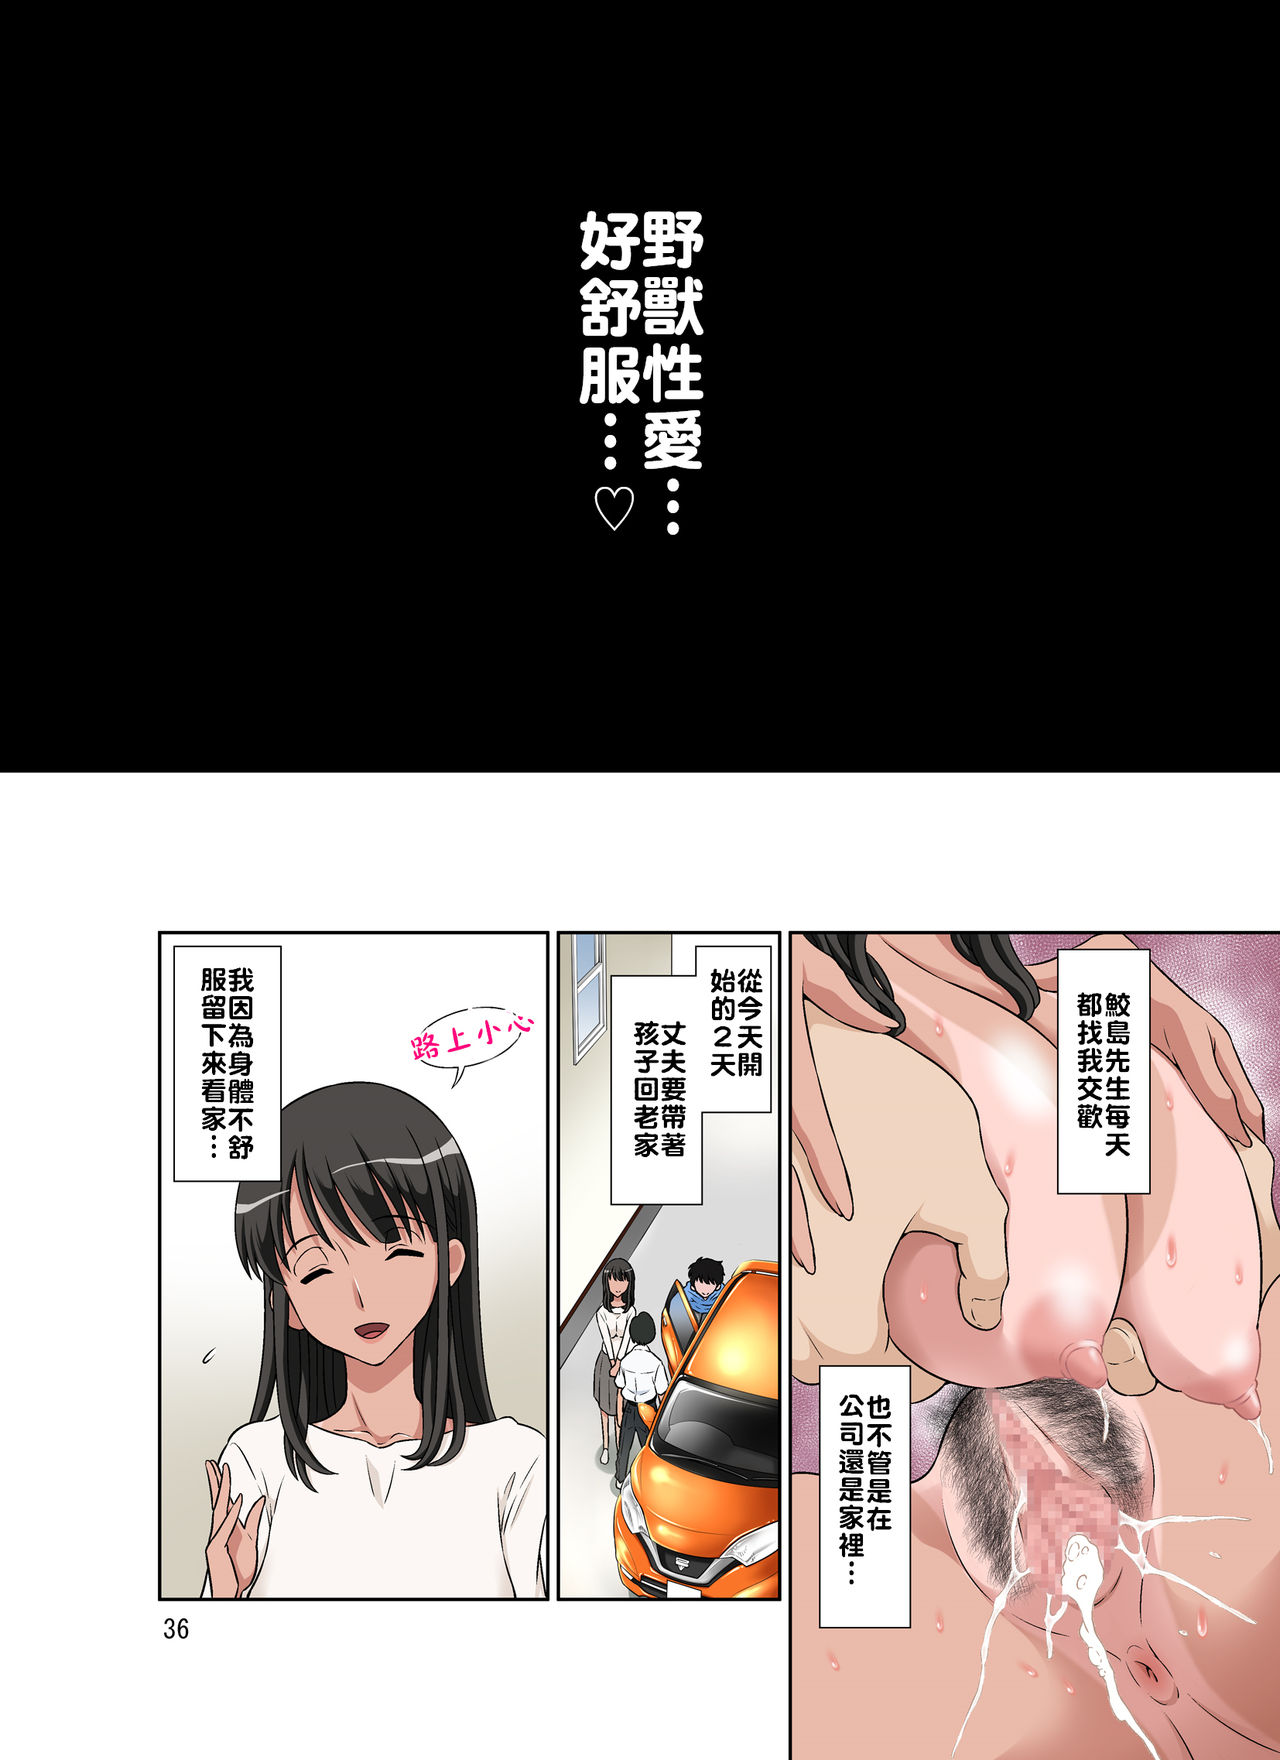 野獸性愛…
好舒服…♡
鮫島先生每天
都找我交歡
也不管是在
公司還是家裡…
從今天開
始的2天
丈夫要帶著
孩子回老家
路上小心
我因為身體不舒
服留下來看家…
36